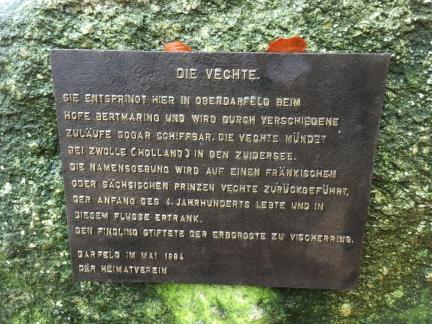 DIE VECHTE.
SIE ENTSPRINGT HIER IN OBERDARFELD BEIM
HOFE BERTMARING UND WIRD DURCH VERSCHIEDENE
ZULÄUFE SOGAR SCHIFFBAR. DIE VECHTE MÜNDET
BEI ZWOLLE (HOLLAND) IN DEN ZUIDERSEE.
DIE NAMENSGEBUNG WIRD AUF EINEN FRÄNKISCHEN
ODER SÄCHSISCHEN PRINZEN VECHTE ZURÜCKGEFÜHRT,
DER ANFANG DES 4. JAHRHUNDERTS LEBTE UND IN
DIESEM FLUSSE ERTRANK.
DEN FINDLING STIFTETE DER ERBDROSTE ZU VISCHERRING.
DARFELD IM MAI 1984
DER HEIMATVEREIN